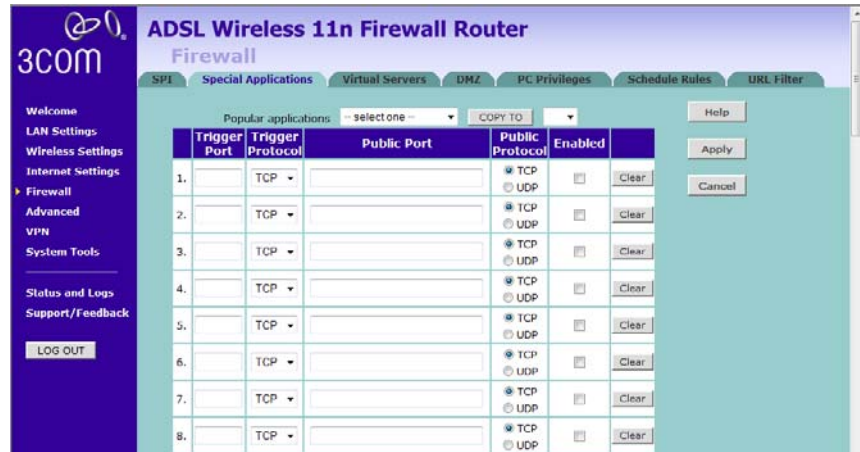 3COM
ADSL Wireless 11n Firewall Router
Firewall
SPI Special Applications Virtual Servers DMZ PC Privileges Schedule Rules URL Filter
Welcome
LAN Settings
Wireless Settings
Internet Settings
Firewall
Advanced
VPN
System Tools
Status and Logs
Support/Feedback
LOG OUT
Popular applications -- select one -- COPY TO
Trigger Port Trigger Protocol Public Port Public Protocol Enabled
1. TCP TCP UDP Clear
2. TCP TCP UDP Clear
3. TCP TCP UDP Clear
4. TCP TCP UDP Clear
5. TCP TCP UDP Clear
6. TCP TCP UDP Clear
7. TCP TCP UDP Clear
8. TCP TCP UDP Clear
Help
Apply
Cancel